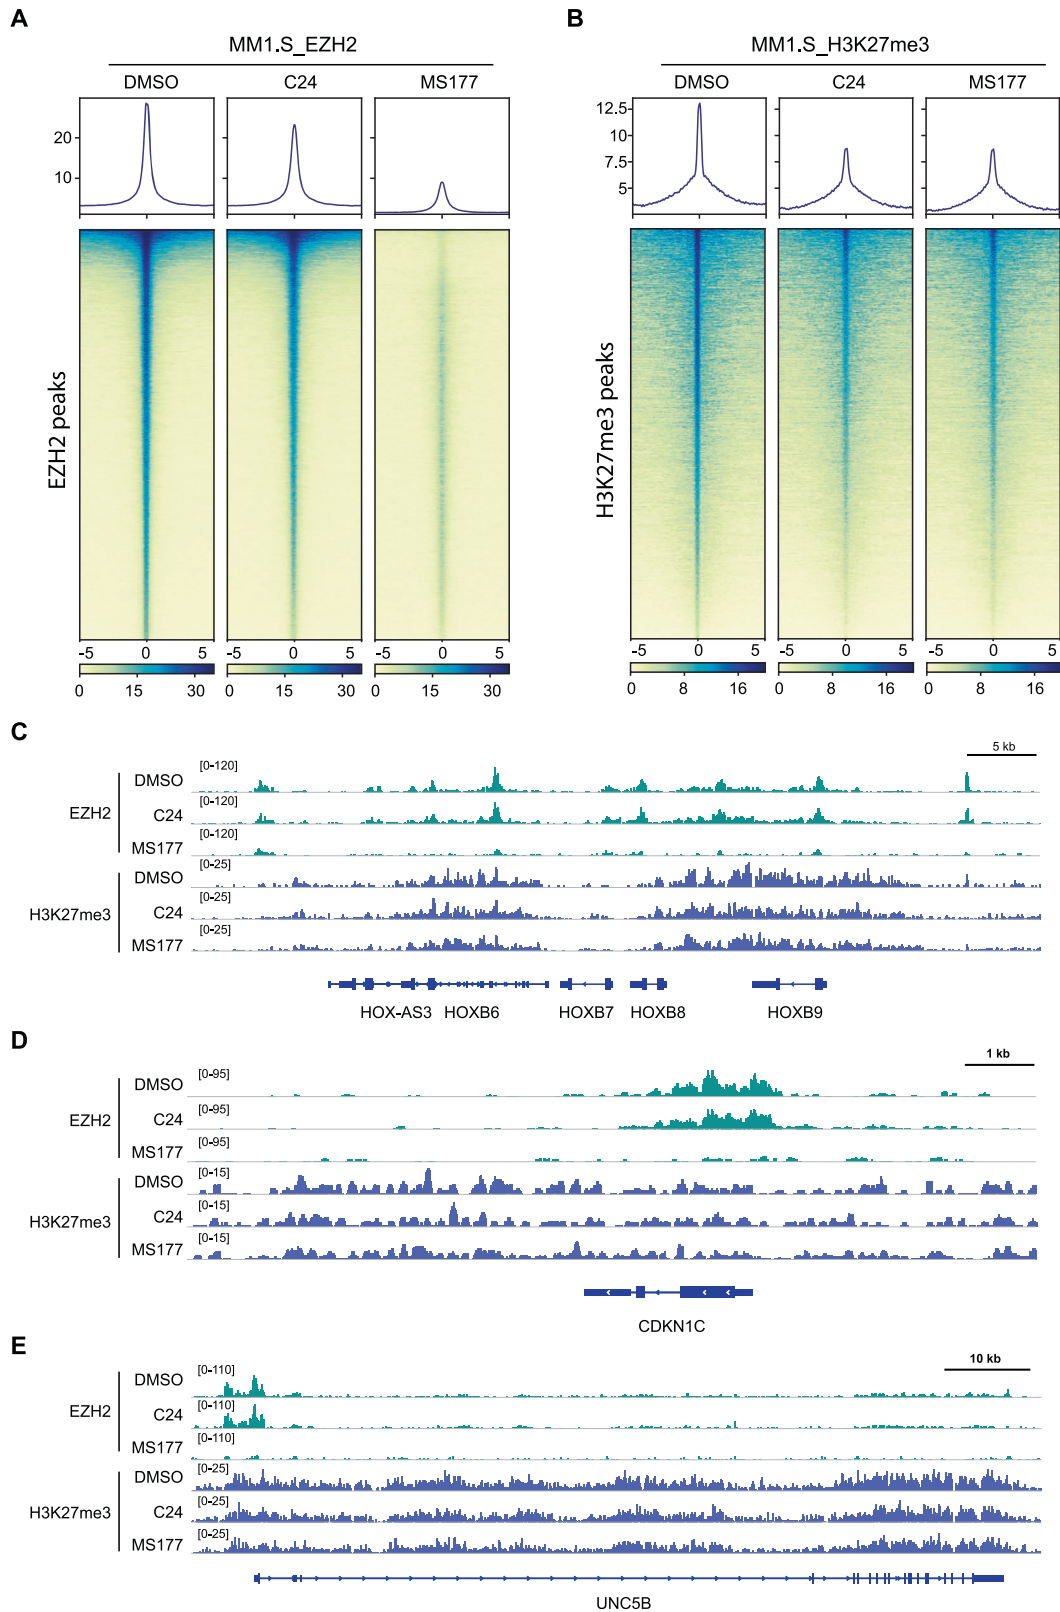 A
B
MM1.S_EZH2
MM1.S_H3K27me3
DMSO C24 MS177
DMSO C24 MS177
20
10
12.5
10
7.5
5
0 0 0
0 0 0
EZH2 peaks
H3K27me3 peaks
-5 0 5 -5 0 5 -5 0 5
-5 0 5 -5 0 5 -5 0 5
0 15 30 0 15 30 0 15 30
0 8 16 0 8 16 0 8 16
C
5 kb
EZH2
DMSO [0-120]
C24 [0-120]
MS177 [0-120]
H3K27me3
DMSO [0-25]
C24 [0-25]
MS177 [0-25]
HOX-AS3 HOXB6 HOXB7 HOXB8 HOXB9
D
1 kb
EZH2
DMSO [0-95]
C24 [0-95]
MS177 [0-95]
H3K27me3
DMSO [0-15]
C24 [0-15]
MS177 [0-15]
CDKN1C
E
10 kb
EZH2
DMSO [0-110]
C24 [0-110]
MS177 [0-110]
H3K27me3
DMSO [0-25]
C24 [0-25]
MS177 [0-25]
UNC5B